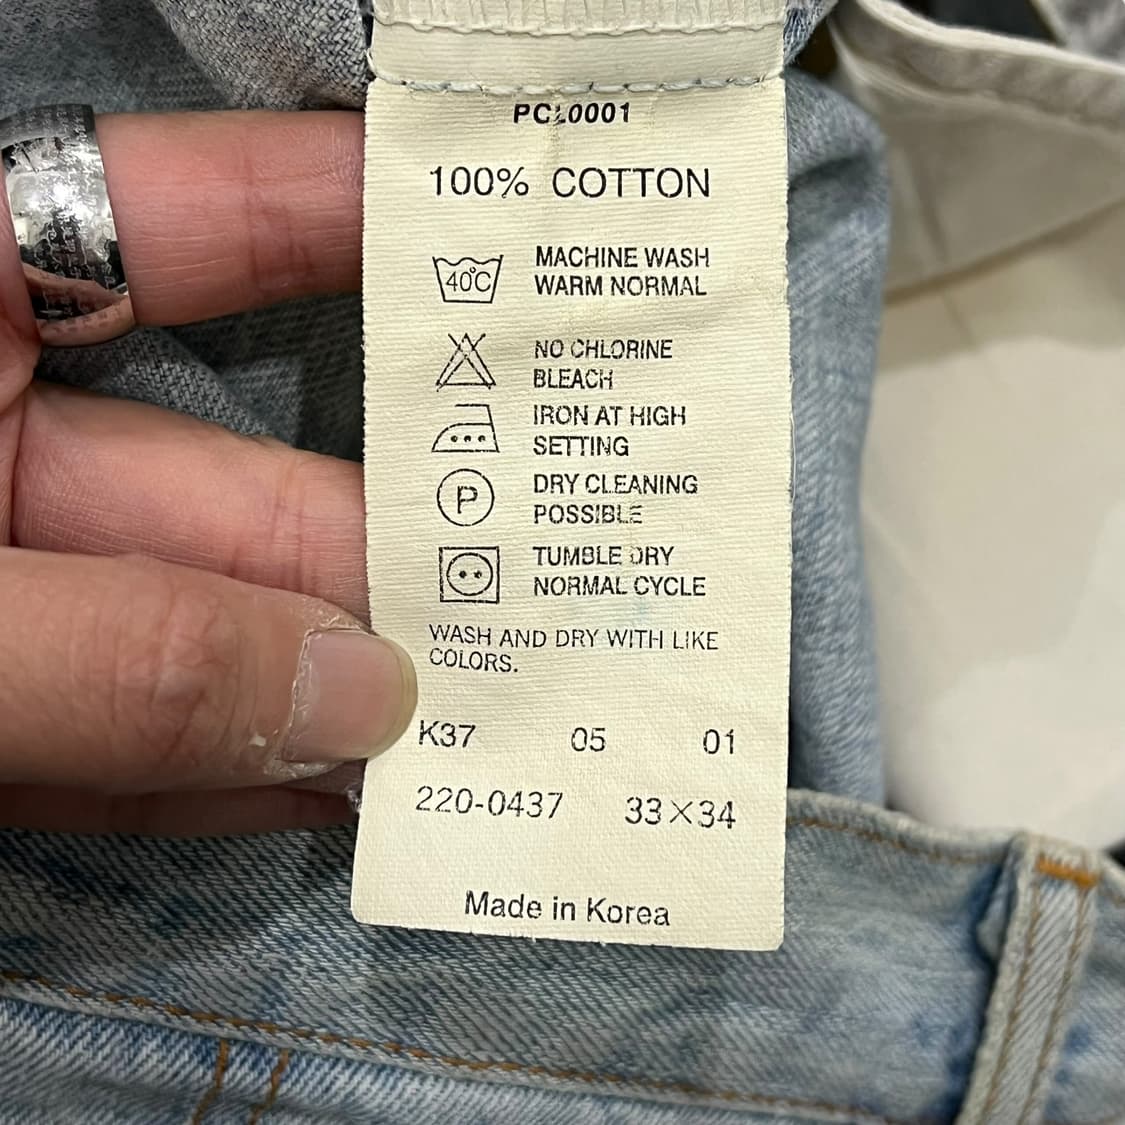 PCL0001
100% COTTON
40°C MACHINE WASH
WARM NORMAL
NO CHLORINE
BLEACH
IRON AT HIGH
SETTING
P DRY CLEANING
POSSIBLE
TUMBLE DRY
NORMAL CYCLE
WASH AND DRY WITH LIKE
COLORS.
K37 05 01
220-0437 33×34
Made in Korea